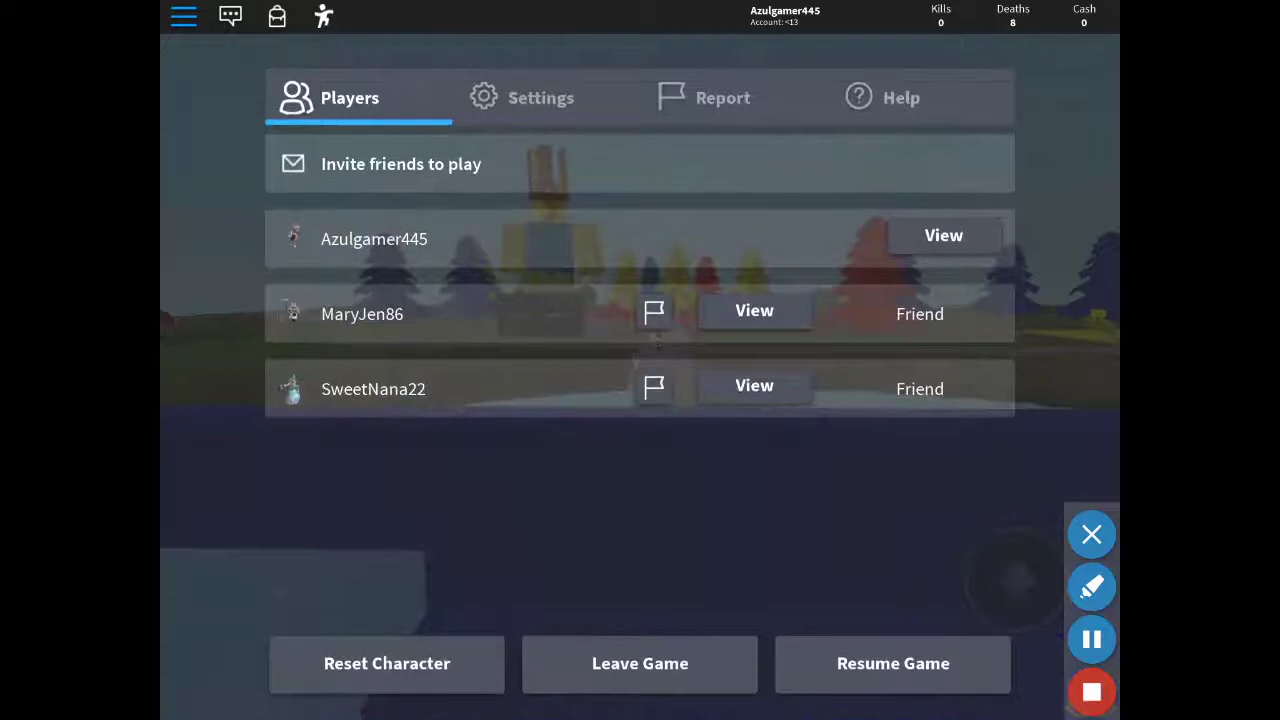 Azulgamer445 Kills Deaths Cash
Account: <13 0 8 0
Players Settings Report Help
Invite friends to play
Azulgamer445 View
MaryJen86 View Friend
SweetNana22 View Friend
Reset Character Leave Game Resume Game